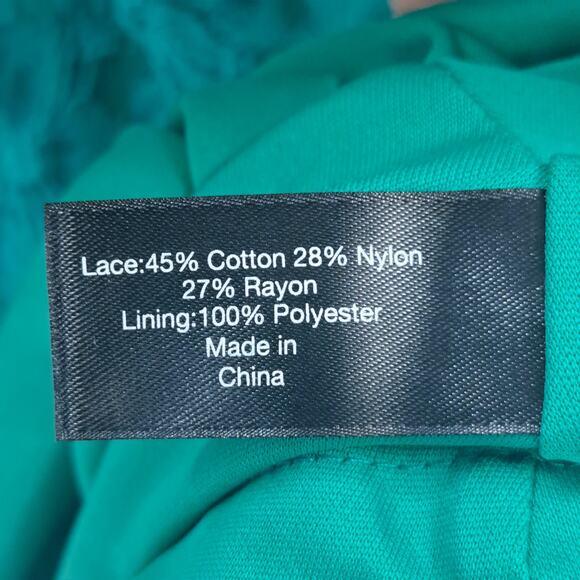 Lace:45% Cotton 28% Nylon
27% Rayon
Lining:100% Polyester
Made in
China